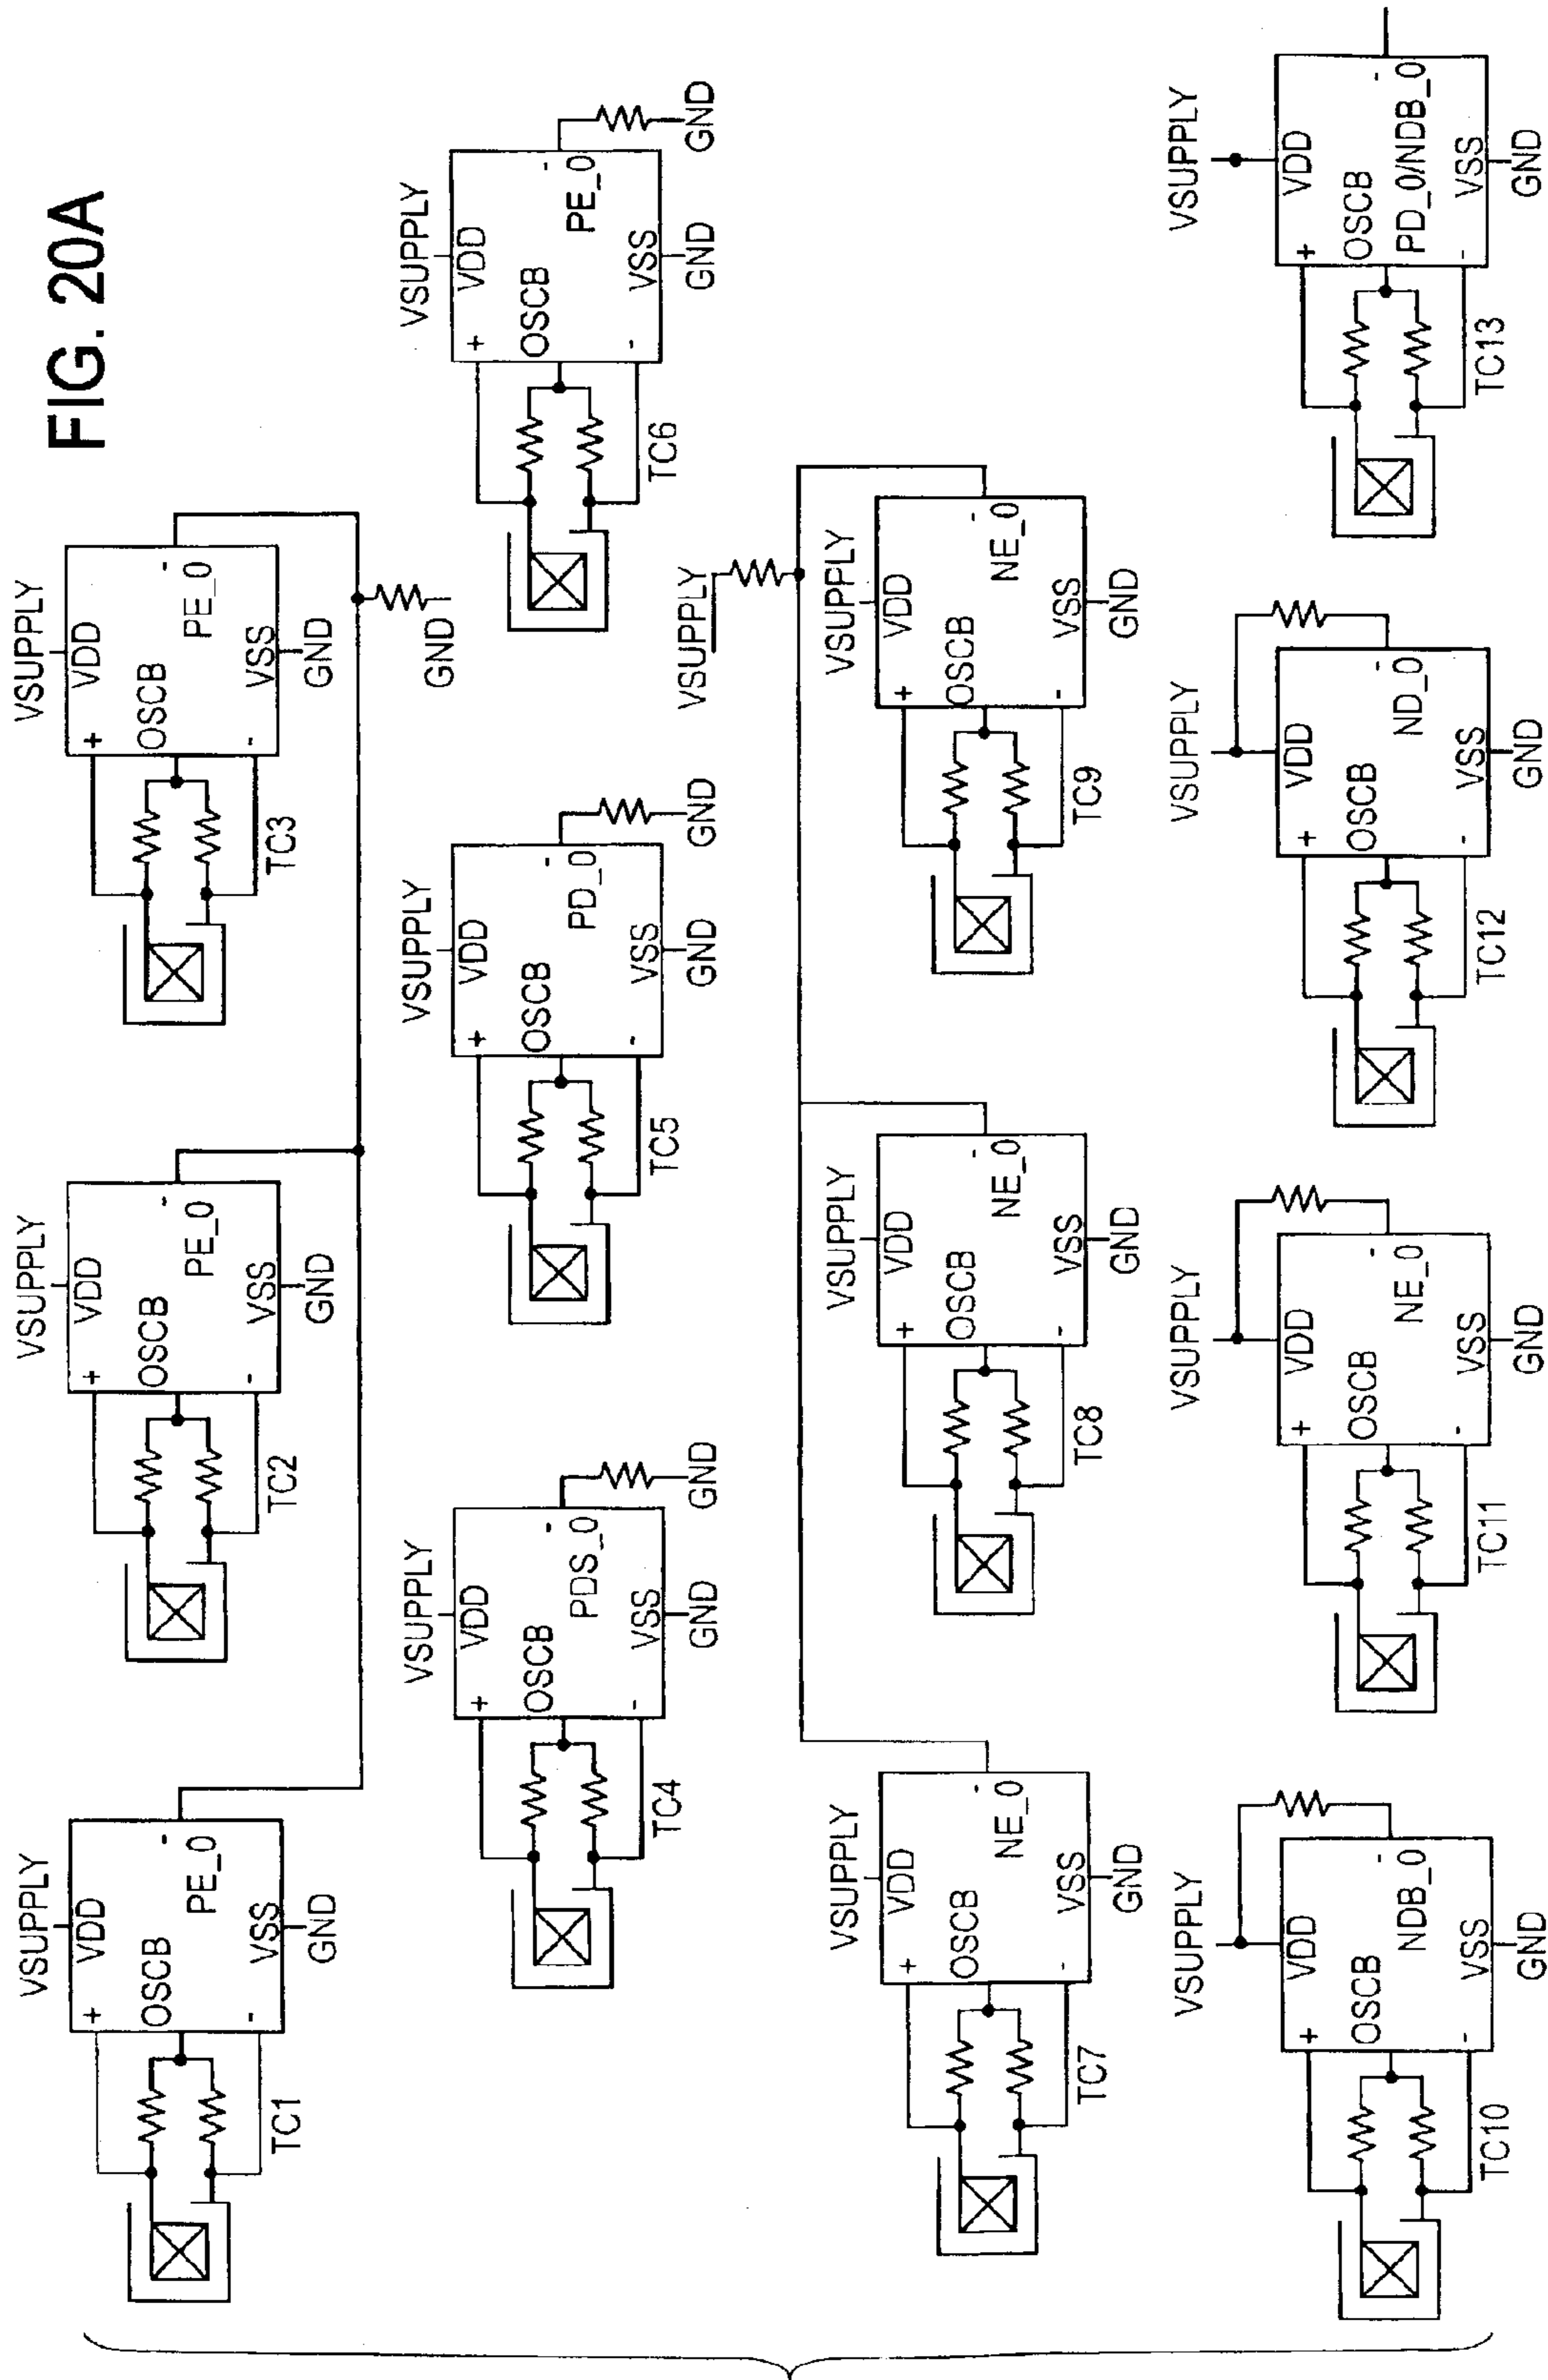 FIG. 20A
VSUPPLY
VDD
+
OSCB
-
PE_0
-
VSS
GND
TC1
VSUPPLY
VDD
+
OSCB
-
PE_0
-
VSS
GND
TC2
VSUPPLY
VDD
+
OSCB
-
PE_0
-
VSS
GND
TC3
GND
VSUPPLY
VDD
+
OSCB
-
PDS_0
-
VSS
GND
GND
TC4
VSUPPLY
VDD
+
OSCB
-
PD_0
-
VSS
GND
GND
TC5
VSUPPLY
VDD
+
OSCB
-
PE_0
-
VSS
GND
GND
TC6
VSUPPLY
VSUPPLY
VDD
+
OSCB
-
NE_0
-
VSS
GND
TC7
VSUPPLY
VDD
+
OSCB
-
NE_0
-
VSS
GND
TC8
VSUPPLY
VDD
+
OSCB
-
NE_0
-
VSS
GND
TC9
VSUPPLY
VDD
+
OSCB
-
NDB_0
-
VSS
GND
TC10
VSUPPLY
VDD
+
OSCB
-
NE_0
-
VSS
GND
TC11
VSUPPLY
VDD
+
OSCB
-
ND_0
-
VSS
GND
TC12
VSUPPLY
VDD
+
OSCB
-
PD_0/NDB_0
-
VSS
GND
TC13